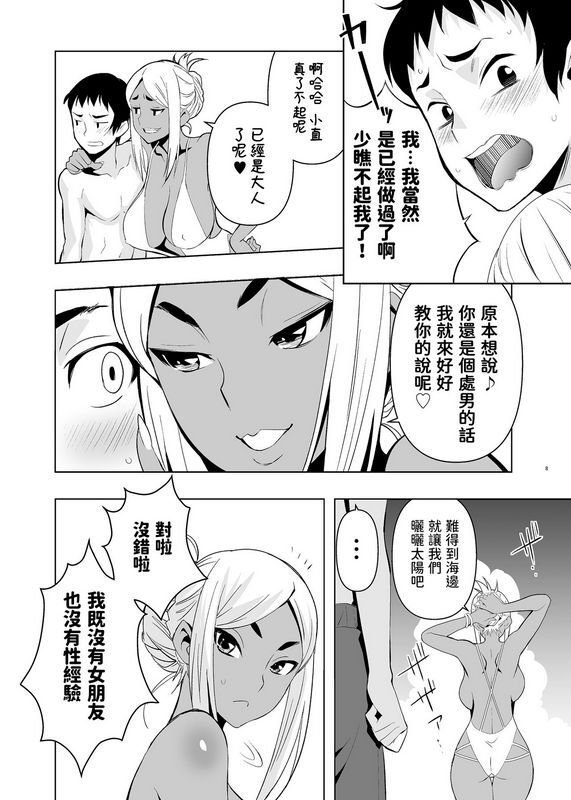 我…我當然
是已經做過了啊
少瞧不起我了！
啊哈哈 小直
真了不起呢
已經是大人
了呢♥
原本想說♪
你還是個處男的話
我就來好好
教你的說呢♡
8
難得到海邊
就讓我們
曬曬太陽吧
…
對啦
沒錯啦
我既沒有女朋友
也沒有性經驗